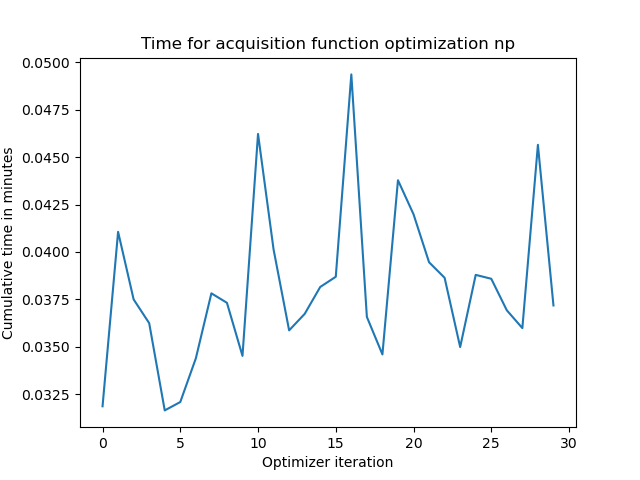 Time for acquisition function optimization np
Cumulative time in minutes
0.0500
0.0475
0.0450
0.0425
0.0400
0.0375
0.0350
0.0325
0 5 10 15 20 25 30
Optimizer iteration